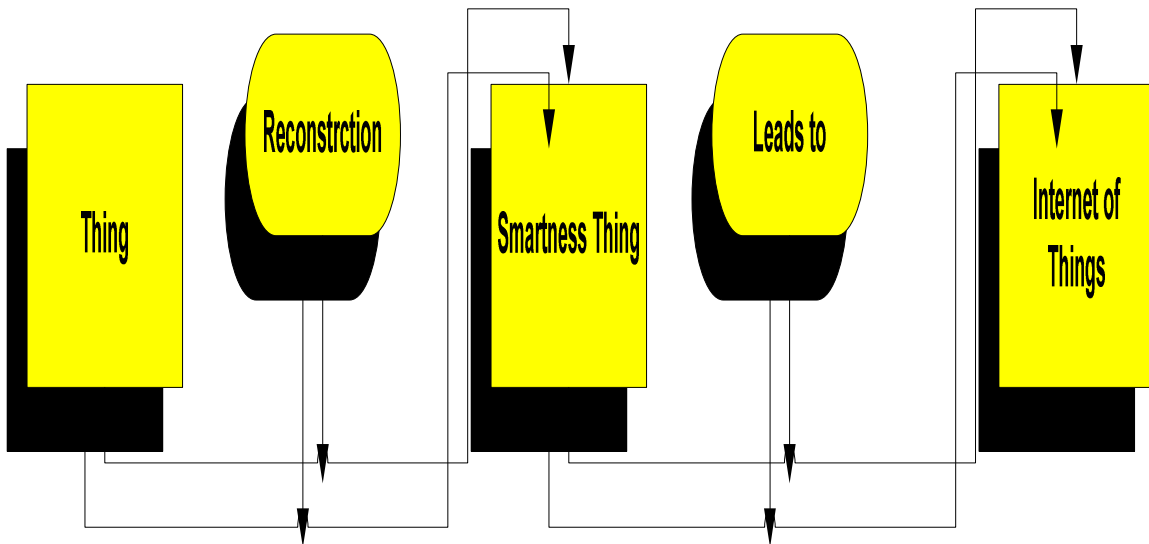 Thing
Reconstrction
Smartness Thing
Leads to
Internet of
Things